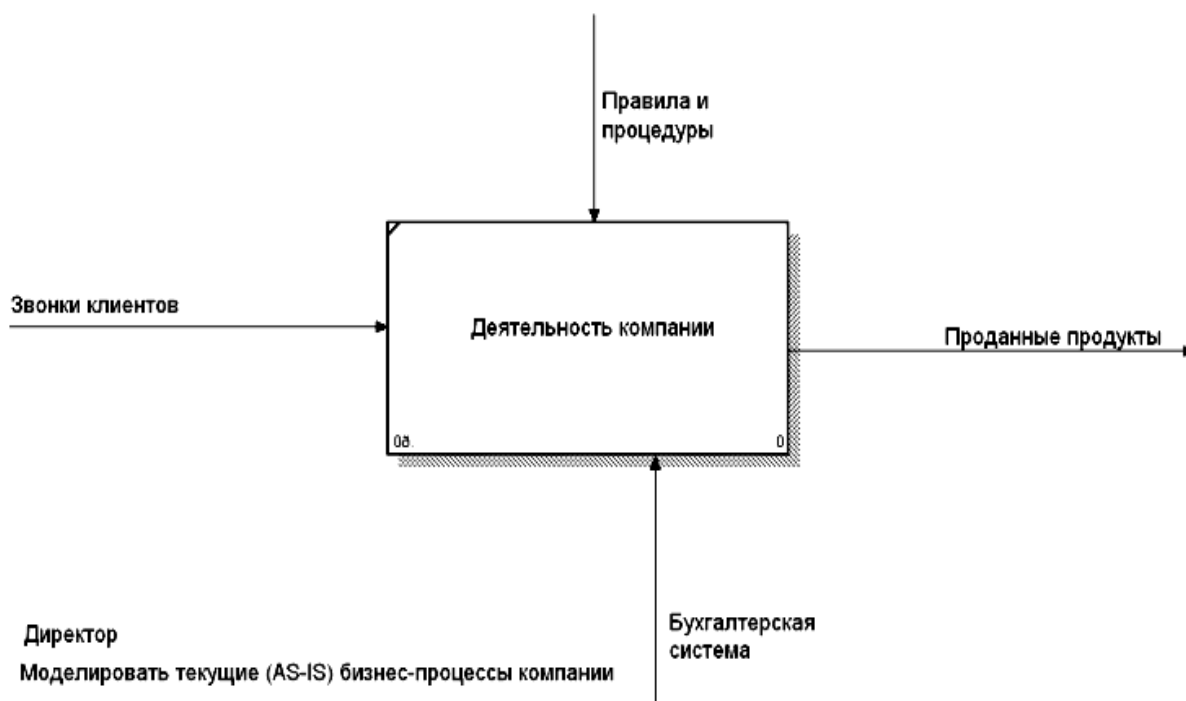 Правила и
процедуры
Звонки клиентов
Деятельность компании
Проданные продукты
0ð.
0
Бухгалтерская
система
Директор
Моделировать текущие (AS-IS) бизнес-процессы компании